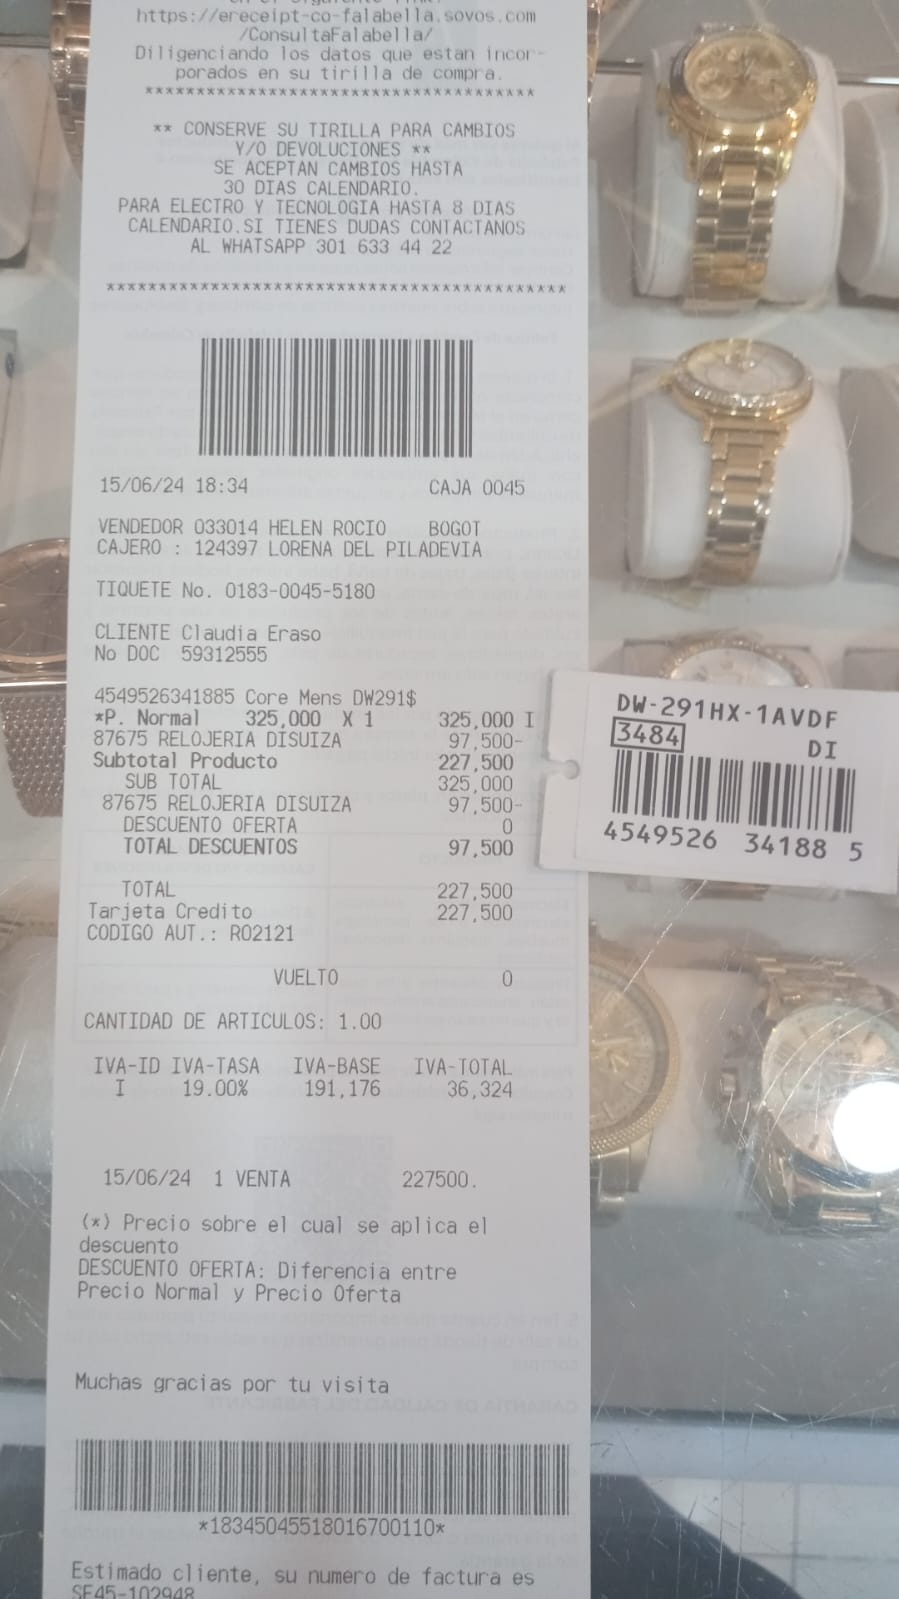 https://ereceipt-co-falabella.sovos.com
/ConsultaFalabella/
Diligenciando los datos que estan incor-
porados en su tirilla de compra.
****************************************
** CONSERVE SU TIRILLA PARA CAMBIOS
Y/O DEVOLUCIONES **
SE ACEPTAN CAMBIOS HASTA
30 DIAS CALENDARIO.
PARA ELECTRO Y TECNOLOGIA HASTA 8 DIAS
CALENDARIO.SI TIENES DUDAS CONTACTANOS
AL WHATSAPP 301 633 44 22
***********************************************
15/06/24 18:34 CAJA 0045
VENDEDOR 033014 HELEN ROCIO BOGOT
CAJERO : 124397 LORENA DEL PILADEVIA
TIQUETE No. 0183-0045-5180
CLIENTE Claudia Eraso
No DOC 59312555
4549526341885 Core Mens DW291$
*P. Normal 325,000 X 1 325,000 I
87675 RELOJERIA DISUIZA 97,500-
Subtotal Producto 227,500
SUB TOTAL 325,000
87675 RELOJERIA DISUIZA 97,500-
DESCUENTO OFERTA 0
TOTAL DESCUENTOS 97,500
TOTAL 227,500
Tarjeta Credito 227,500
CODIGO AUT.: RO2121
VUELTO 0
CANTIDAD DE ARTICULOS: 1.00
IVA-ID IVA-TASA IVA-BASE IVA-TOTAL
I 19.00% 191,176 36,324
15/06/24 1 VENTA 227500.
(*) Precio sobre el cual se aplica el
descuento
DESCUENTO OFERTA: Diferencia entre
Precio Normal y Precio Oferta
Muchas gracias por tu visita
*18345045518016700110*
Estimado cliente, su numero de factura es
SF45-102948
DW-291HX-1AVDF
3484 DI
4549526 34188 5